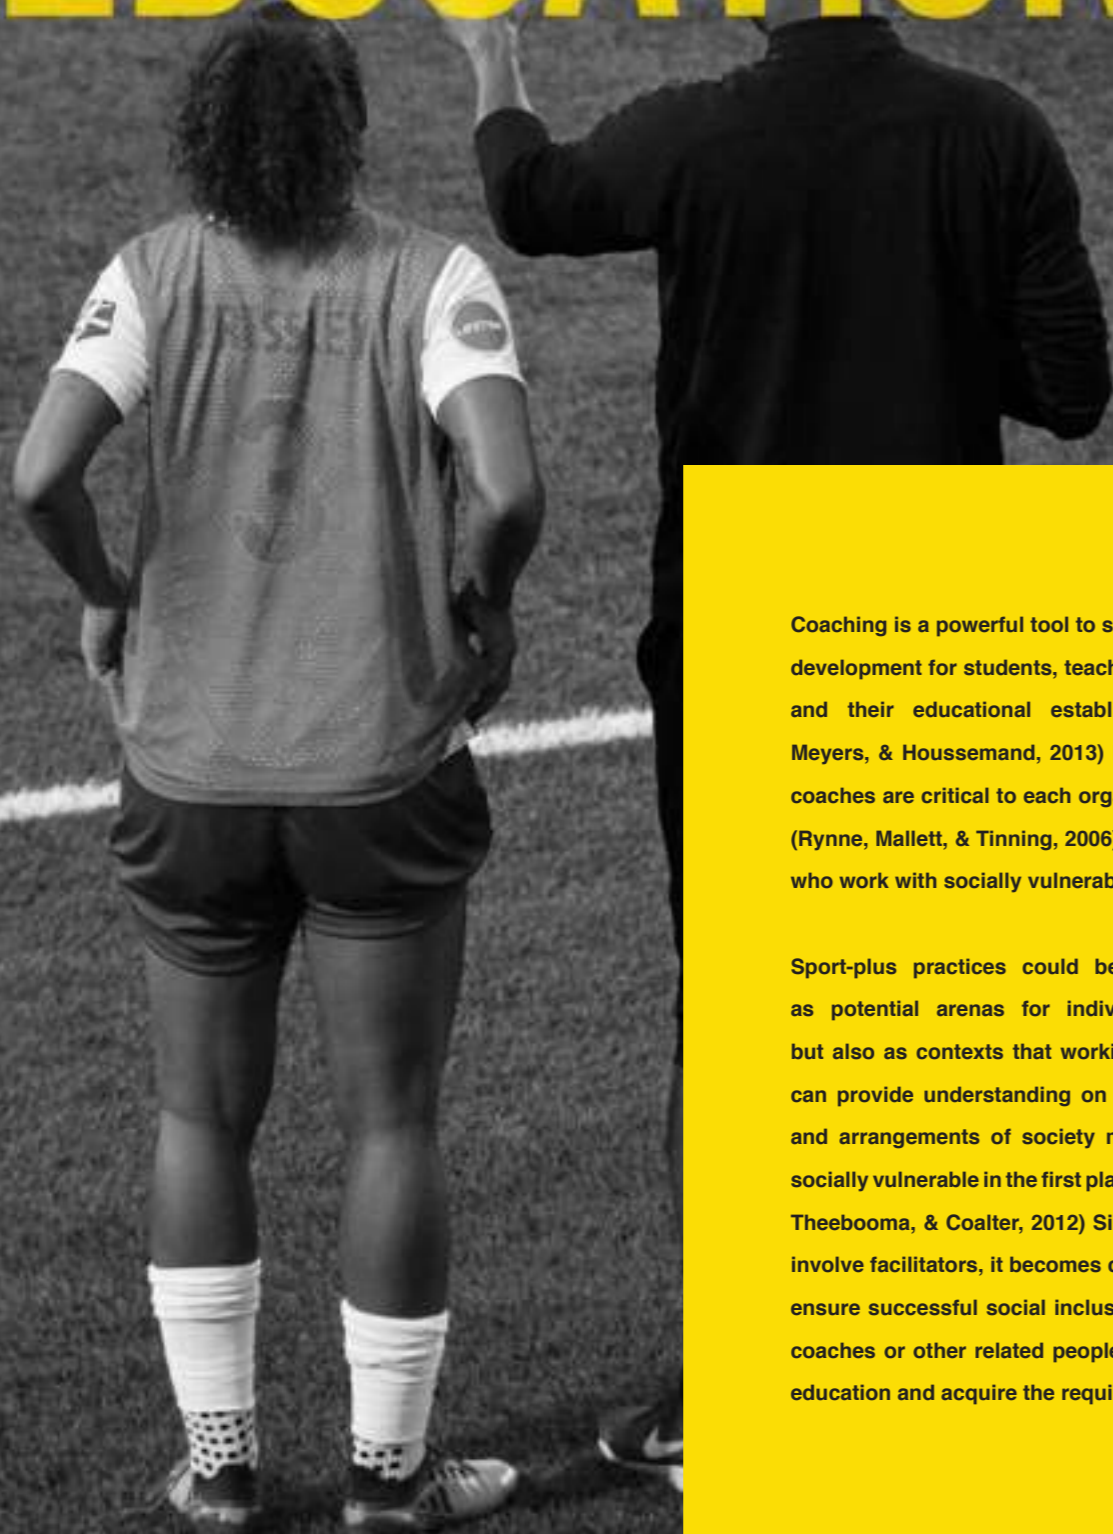 EDUCATION
Coaching is a powerful tool to s
development for students, teach
and their educational establ
Meyers, & Houssemand, 2013)
coaches are critical to each org
(Rynne, Mallett, & Tinning, 2006)
who work with socially vulnerab
Sport-plus practices could be
as potential arenas for indiv
but also as contexts that worki
can provide understanding on
and arrangements of society
socially vulnerable in the first pla
Theebooma, & Coalter, 2012) Si
involve facilitators, it becomes
ensure successful social inclus
coaches or other related people
education and acquire the requi